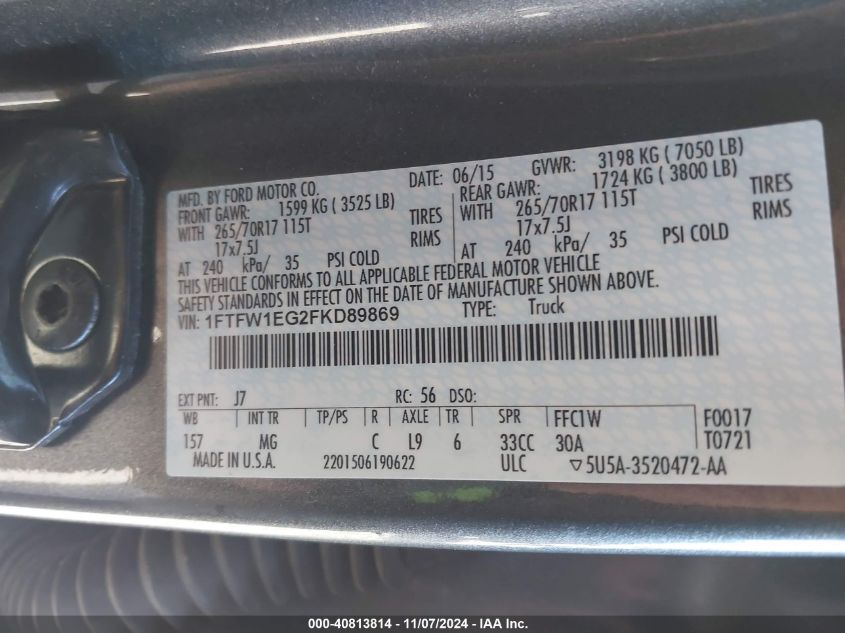 MFD. BY FORD MOTOR CO. DATE: 06/15 GVWR: 3198 KG ( 7050 LB)
FRONT GAWR: 1599 KG ( 3525 LB) REAR GAWR: 1724 KG ( 3800 LB)
WITH 265/70R17 115T TIRES WITH 265/70R17 115T TIRES
17x7.5J RIMS 17x7.5J RIMS
AT 240 kPa/ 35 PSI COLD AT 240 kPa/ 35 PSI COLD
THIS VEHICLE CONFORMS TO ALL APPLICABLE FEDERAL MOTOR VEHICLE
SAFETY STANDARDS IN EFFECT ON THE DATE OF MANUFACTURE SHOWN ABOVE.
VIN: 1FTFW1EG2FKD89869 TYPE: Truck
EXT PNT: J7 RC: 56 DSO:
WB INT TR TP/PS R AXLE TR SPR FFC1W F0017
157 MG C L9 6 33CC 30A T0721
MADE IN U.S.A. 2201506190622 ULC ▽5U5A-3520472-AA
000-40813814 - 11/07/2024 - IAA Inc.